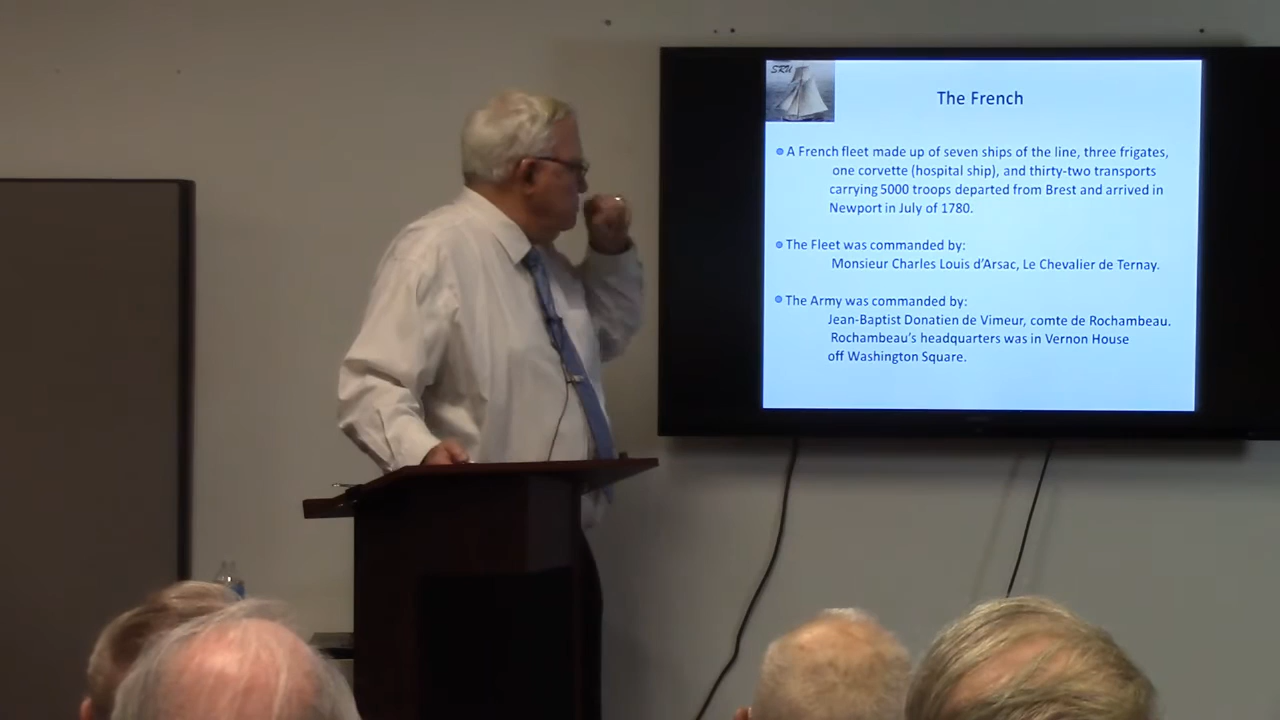 SRU
The French
A French fleet made up of seven ships of the line, three frigates,
one corvette (hospital ship), and thirty-two transports
carrying 5000 troops departed from Brest and arrived in
Newport in July of 1780.
The Fleet was commanded by:
Monsieur Charles Louis d’Arsac, Le Chevalier de Ternay.
The Army was commanded by:
Jean-Baptist Donatien de Vimeur, comte de Rochambeau.
Rochambeau’s headquarters was in Vernon House
off Washington Square.